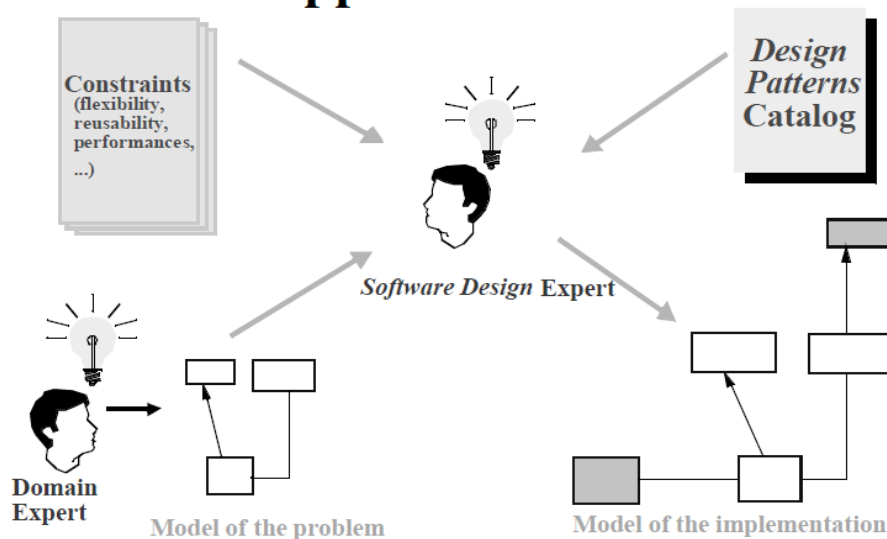 Constraints
(flexibility,
reusability,
performances,
...)
Design
Patterns
Catalog
Software Design Expert
Domain
Expert
Model of the problem
Model of the implementation